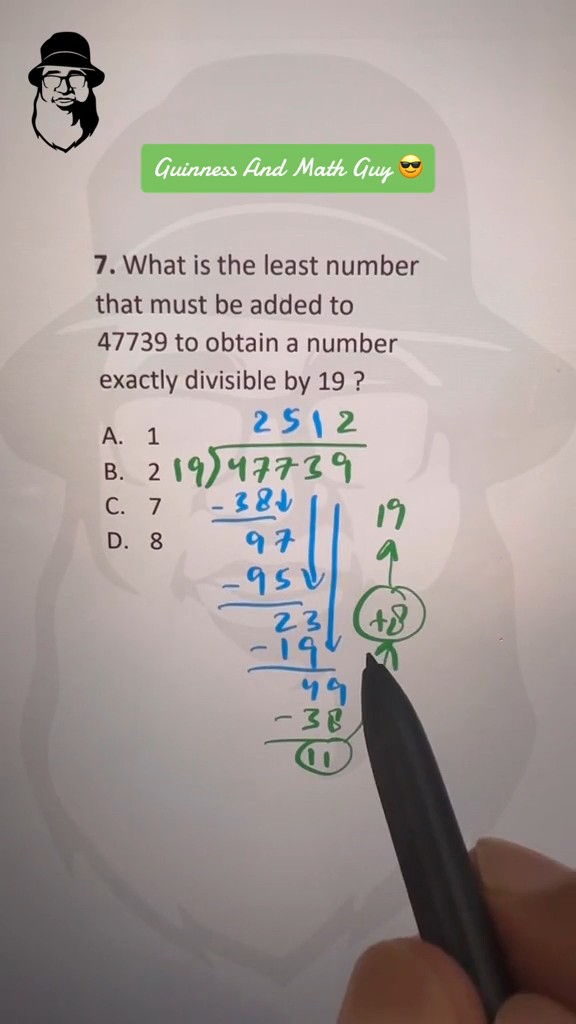 Guinness And Math Guy 😎
7. What is the least number
that must be added to
47739 to obtain a number
exactly divisible by 19 ?
A. 1
B. 2
C. 7
D. 8
2512
19)47739
- 38
97
- 95
23
- 19
49
- 38
11
19
+8